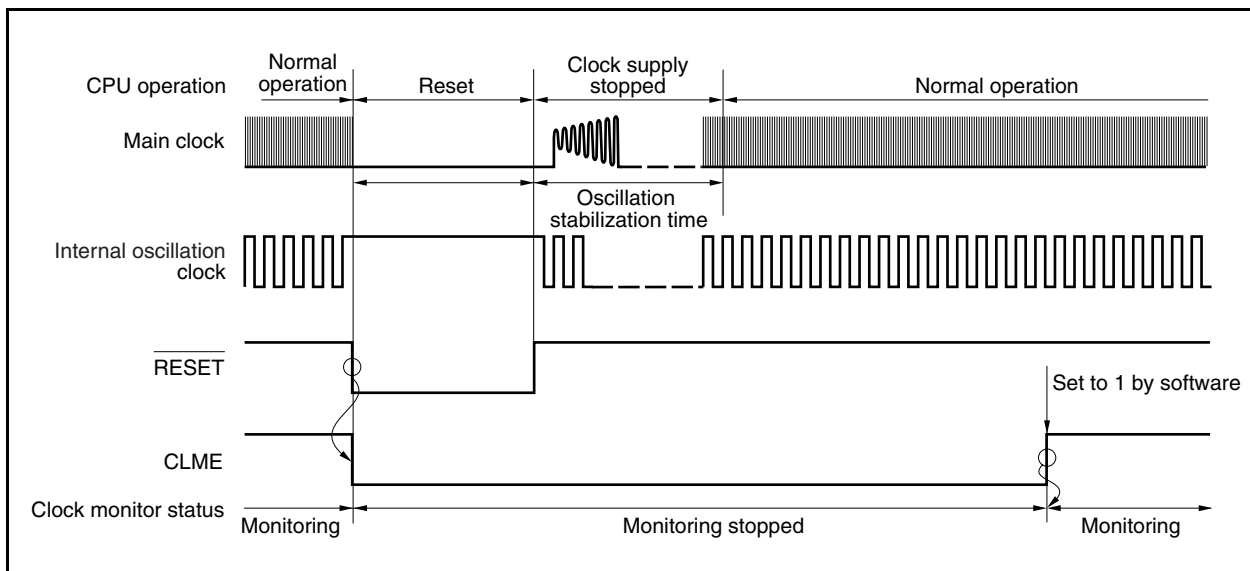 Normal
operation
Clock supply
stopped
CPU operation
Reset
Normal operation
Main clock
Oscillation
stabilization time
Internal oscillation
clock
RESET
Set to 1 by software
CLME
Clock monitor status
Monitoring
Monitoring stopped
Monitoring